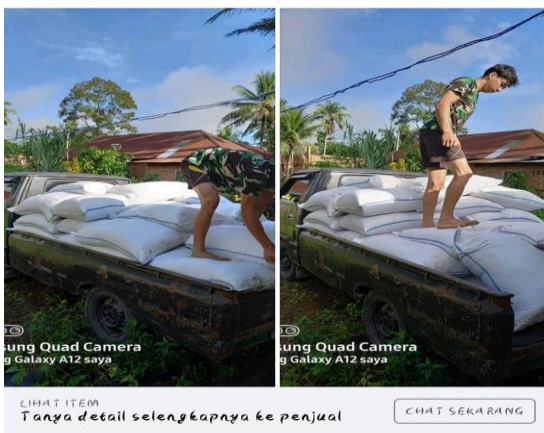 sung Quad Camera
g Galaxy A12 saya
sung Quad Camera
g Galaxy A12 saya
LIHAT ITEM
Tanya detail selengkapnya ke penjual
CHAT SEKARANG